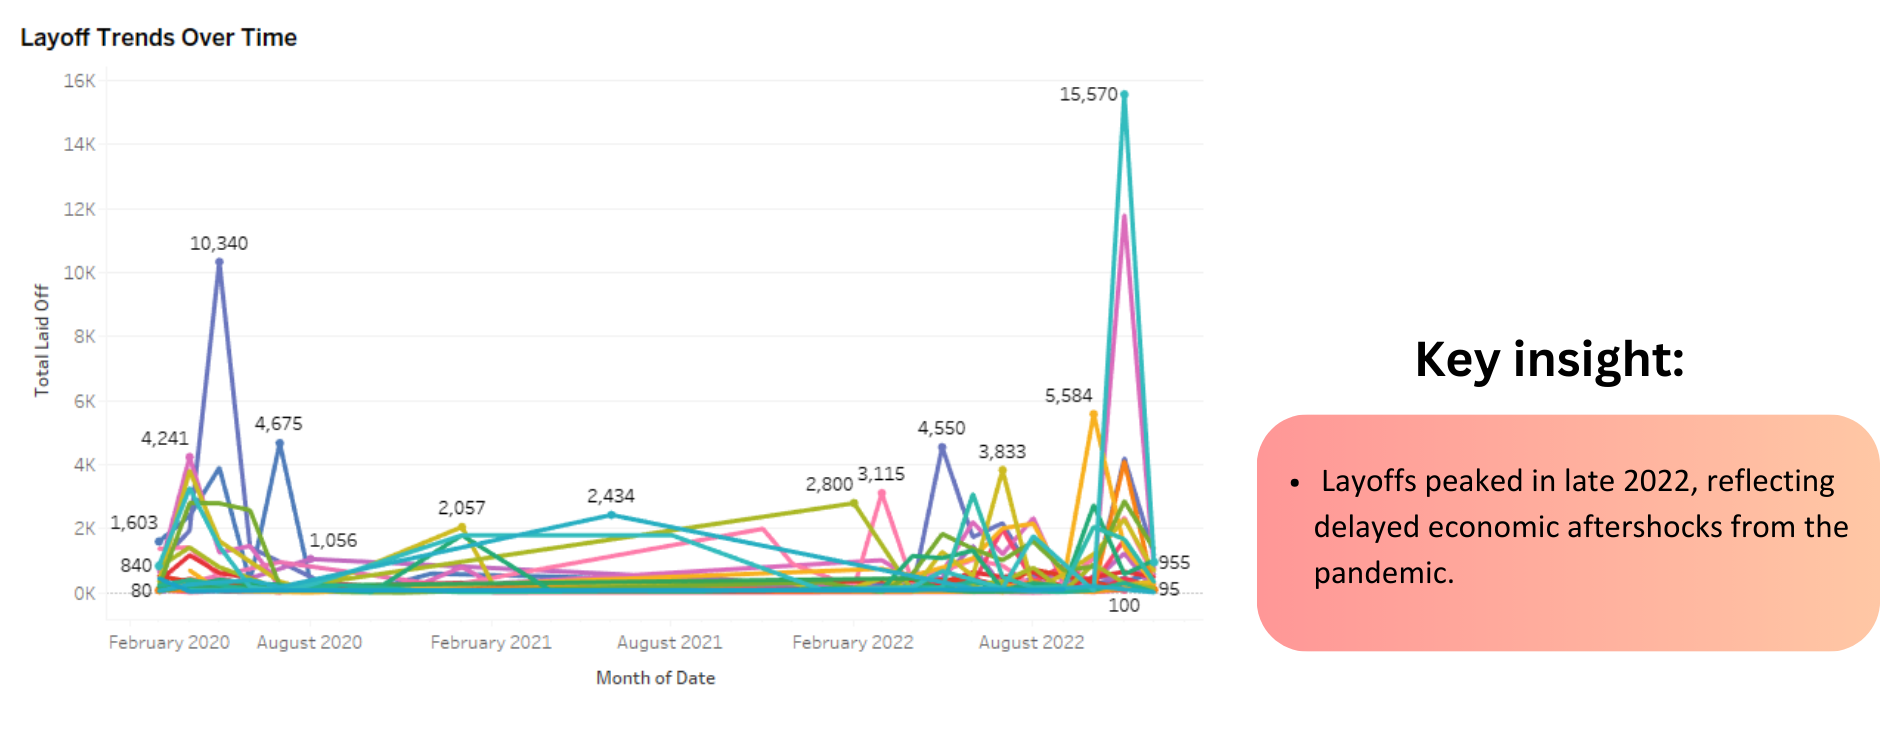 Layoff Trends Over Time
16K
15,570
14K
12K
10,340
10K
8K
6K
5,584
4,675
4,550
4,241
3,833
4K
2,800
3,115
2,434
2,057
2K
1,603
1,056
840
955
80
95
0K
100
Total Laid Off
February 2020
August 2020
February 2021
August 2021
February 2022
August 2022
Month of Date
Key insight:
• Layoffs peaked in late 2022, reflecting
delayed economic aftershocks from the
pandemic.